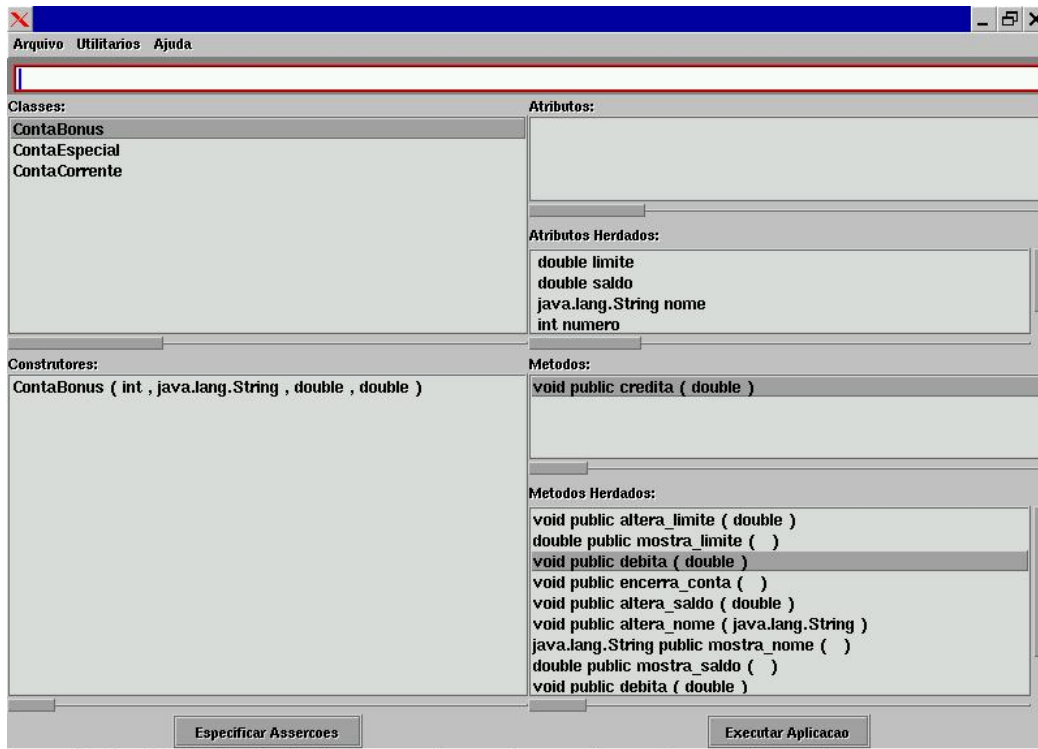 Arquivo Utilitarios Ajuda
Classes:
ContaBonus
ContaEspecial
ContaCorrente
Atributos:
Atributos Herdados:
double limite
double saldo
java.lang.String nome
int numero
Construtores:
ContaBonus ( int , java.lang.String , double , double )
Metodos:
void public credita ( double )
Metodos Herdados:
void public altera_limite ( double )
double public mostra_limite ( )
void public debita ( double )
void public encerra_conta ( )
void public altera_saldo ( double )
void public altera_nome ( java.lang.String )
java.lang.String public mostra_nome ( )
double public mostra_saldo ( )
void public debita ( double )
Especificar Assercoes
Executar Aplicacao